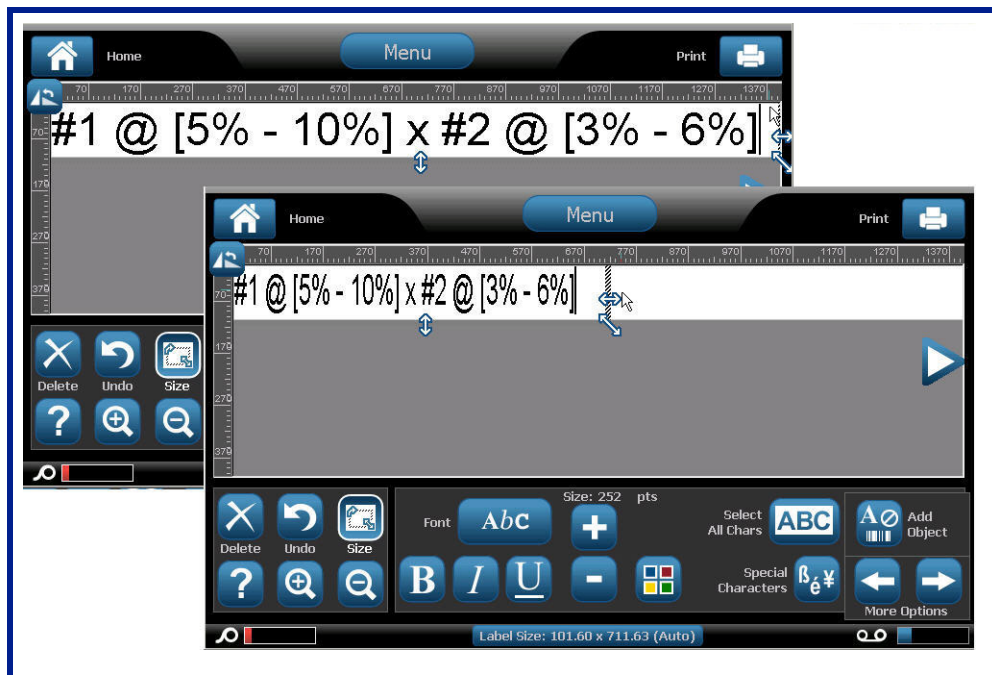 Home
Menu
Print
70 170 270 370 470 570 670 770 870 970 1070 1170 1270 1370
70
#1 @ [5% - 10%] x #2 @ [3% - 6%]
170
270
370
Delete
Undo
Size
?
Home
Menu
Print
70 170 270 370 470 570 670 770 870 970 1070 1170 1270 1370
70
#1 @ [5% - 10%] x #2 @ [3% - 6%]
170
270
370
Size: 252 pts
Font
Abc
+
Select
All Chars
ABC
A
Add
Object
Delete
Undo
Size
?
B
I
U
-
Special
Characters
ßé¥
More Options
Label Size: 101.60 x 711.63 (Auto)